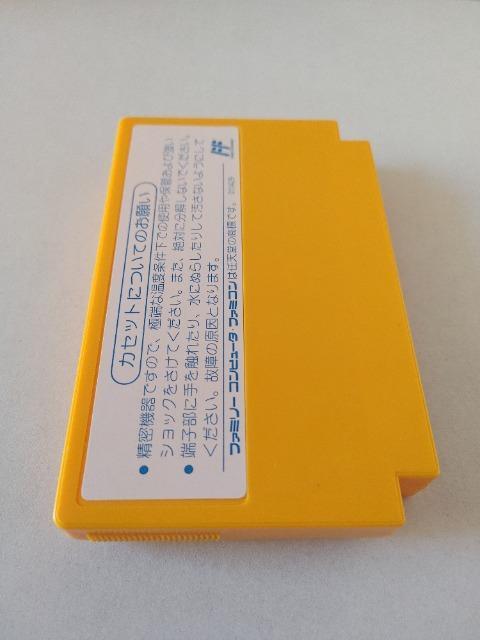 カセットについてのお願い
● 精密機器ですので、極端な温度条件下での使用や保管および強い
ショックをさけてください。また、絶対に分解しないでください。
● 端子部に手を触れたり、水にぬらしたりして汚さないようにして
ください。故障の原因となります。
ファミリーコンピュータ・ファミコンは任天堂の商標です。
FF